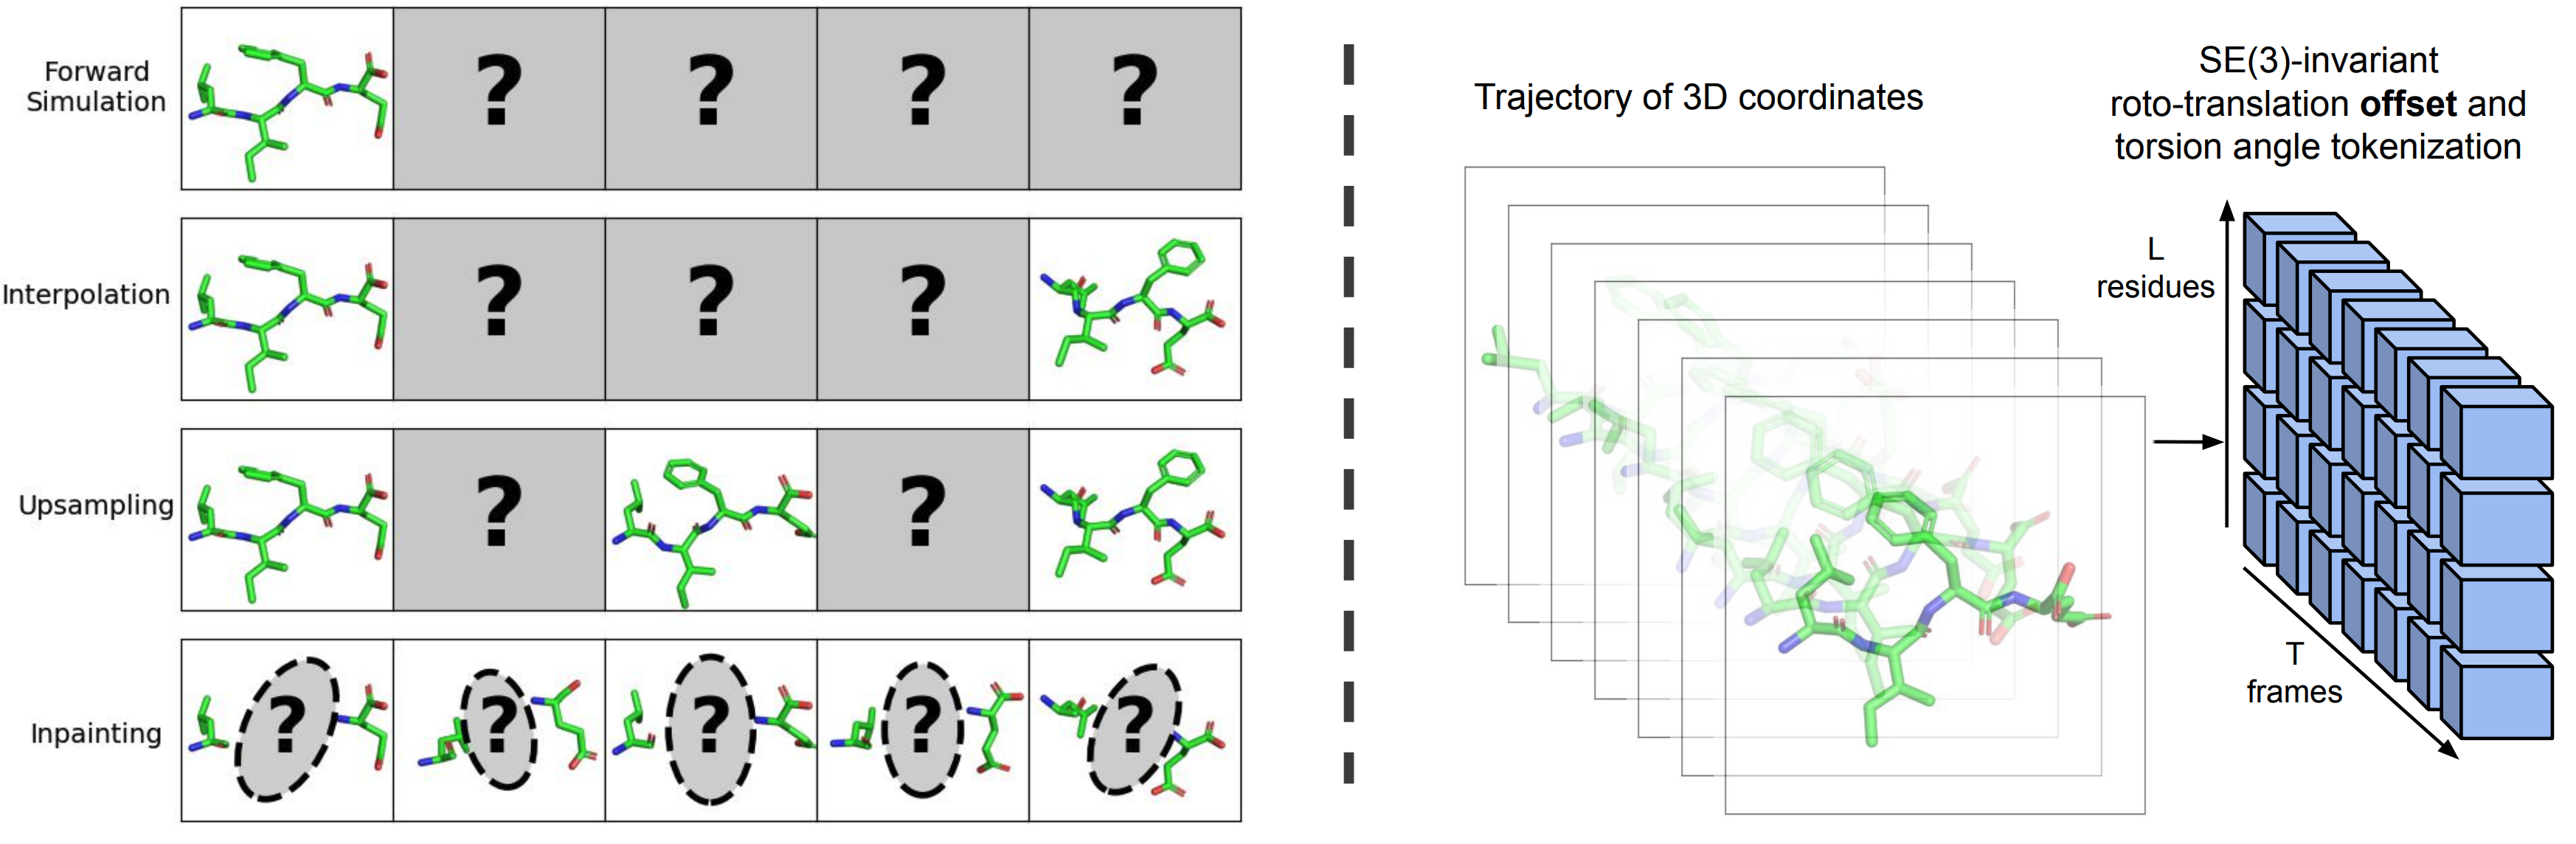 Forward
Simulation
? ? ? ?
Interpolation
? ? ?
Upsampling
? ?
Inpainting
? ? ? ? ?
Trajectory of 3D coordinates
SE(3)-invariant
roto-translation offset and
torsion angle tokenization
L
residues
T
frames